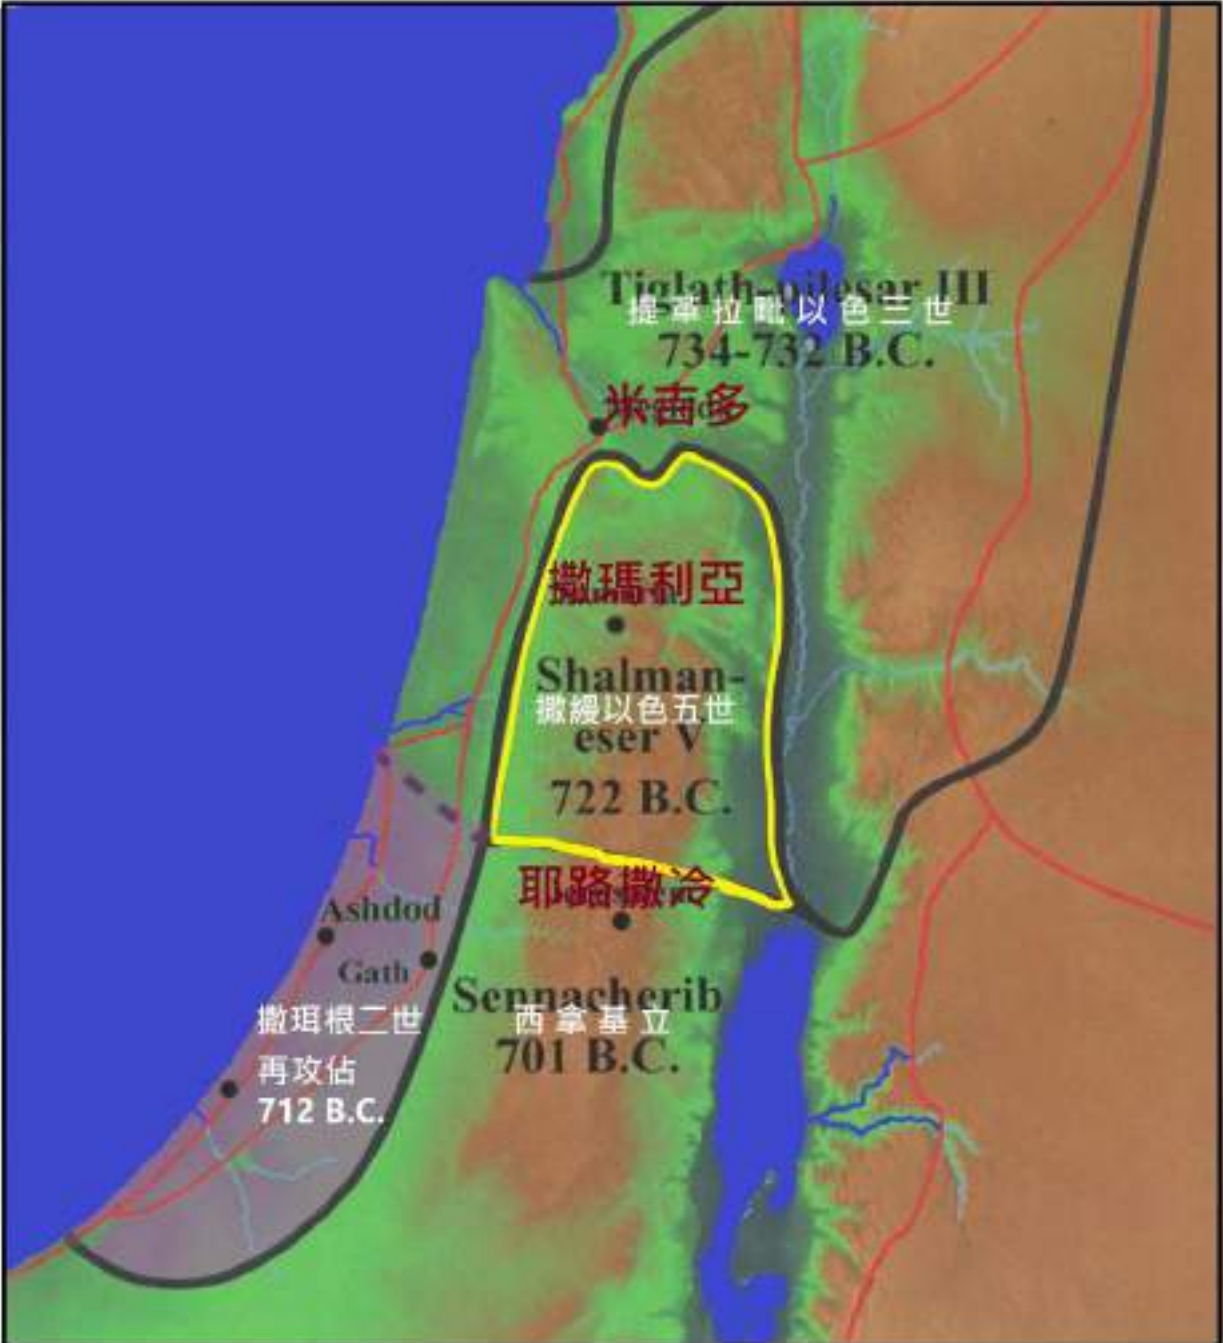 Tiglath-pilesar III
提革拉毗以色三世
734-732 B.C.
米吉多
撒瑪利亞
Shalman-
撒縵以色五世
eser V
722 B.C.
耶路撒冷
Ashdod
Gath
Sennacherib
西拿基立
701 B.C.
撒珥根二世
再攻佔
712 B.C.